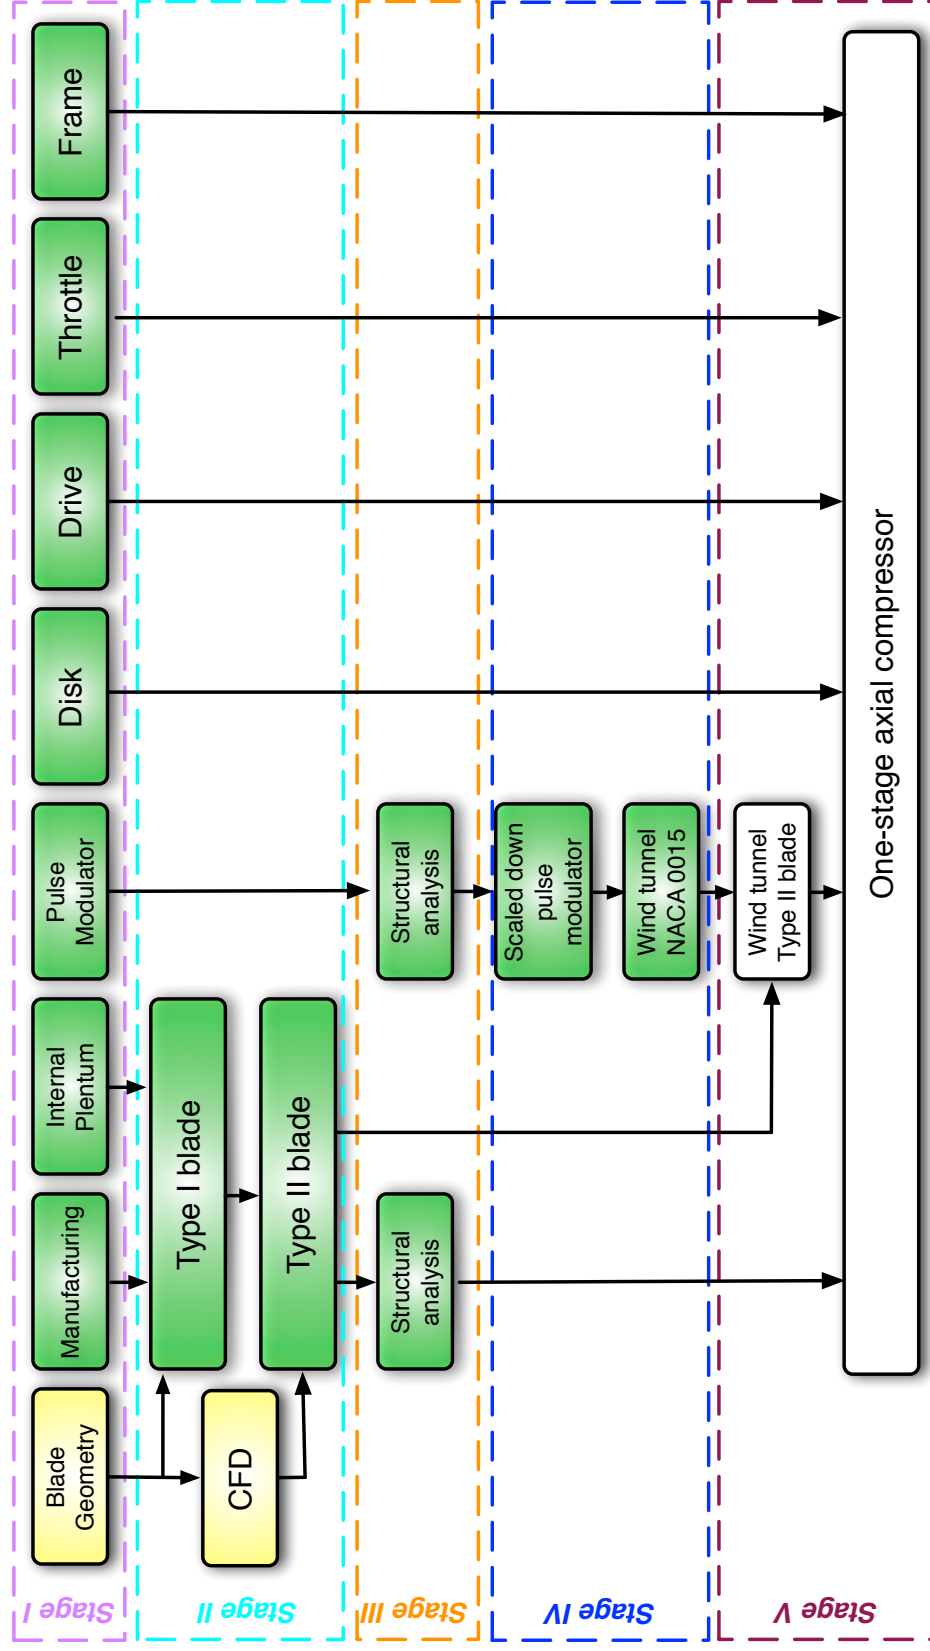 Stage I
Blade
Geometry
Manufacturing
Internal
Plentum
Pulse
Modulator
Disk
Drive
Throttle
Frame
Stage II
CFD
Type I blade
Type II blade
Stage III
Structural
analysis
Structural
analysis
Stage IV
Scaled down
pulse
modulator
Wind tunnel
NACA 0015
Stage V
Wind tunnel
Type II blade
One-stage axial compressor